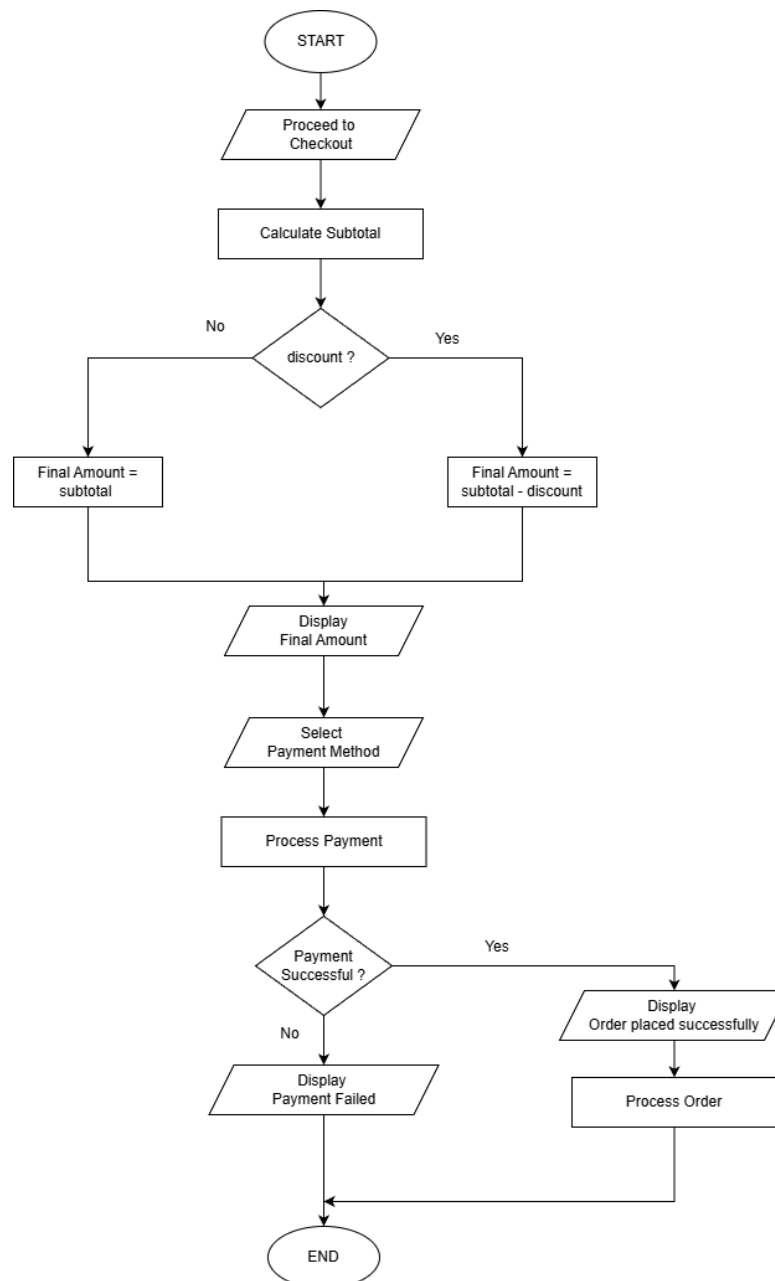 START
Proceed to
Checkout
Calculate Subtotal
No
Yes
discount ?
Final Amount =
subtotal
Final Amount =
subtotal - discount
Display
Final Amount
Select
Payment Method
Process Payment
Payment
Successful ?
Yes
No
Display
Order placed successfully
Display
Payment Failed
Process Order
END